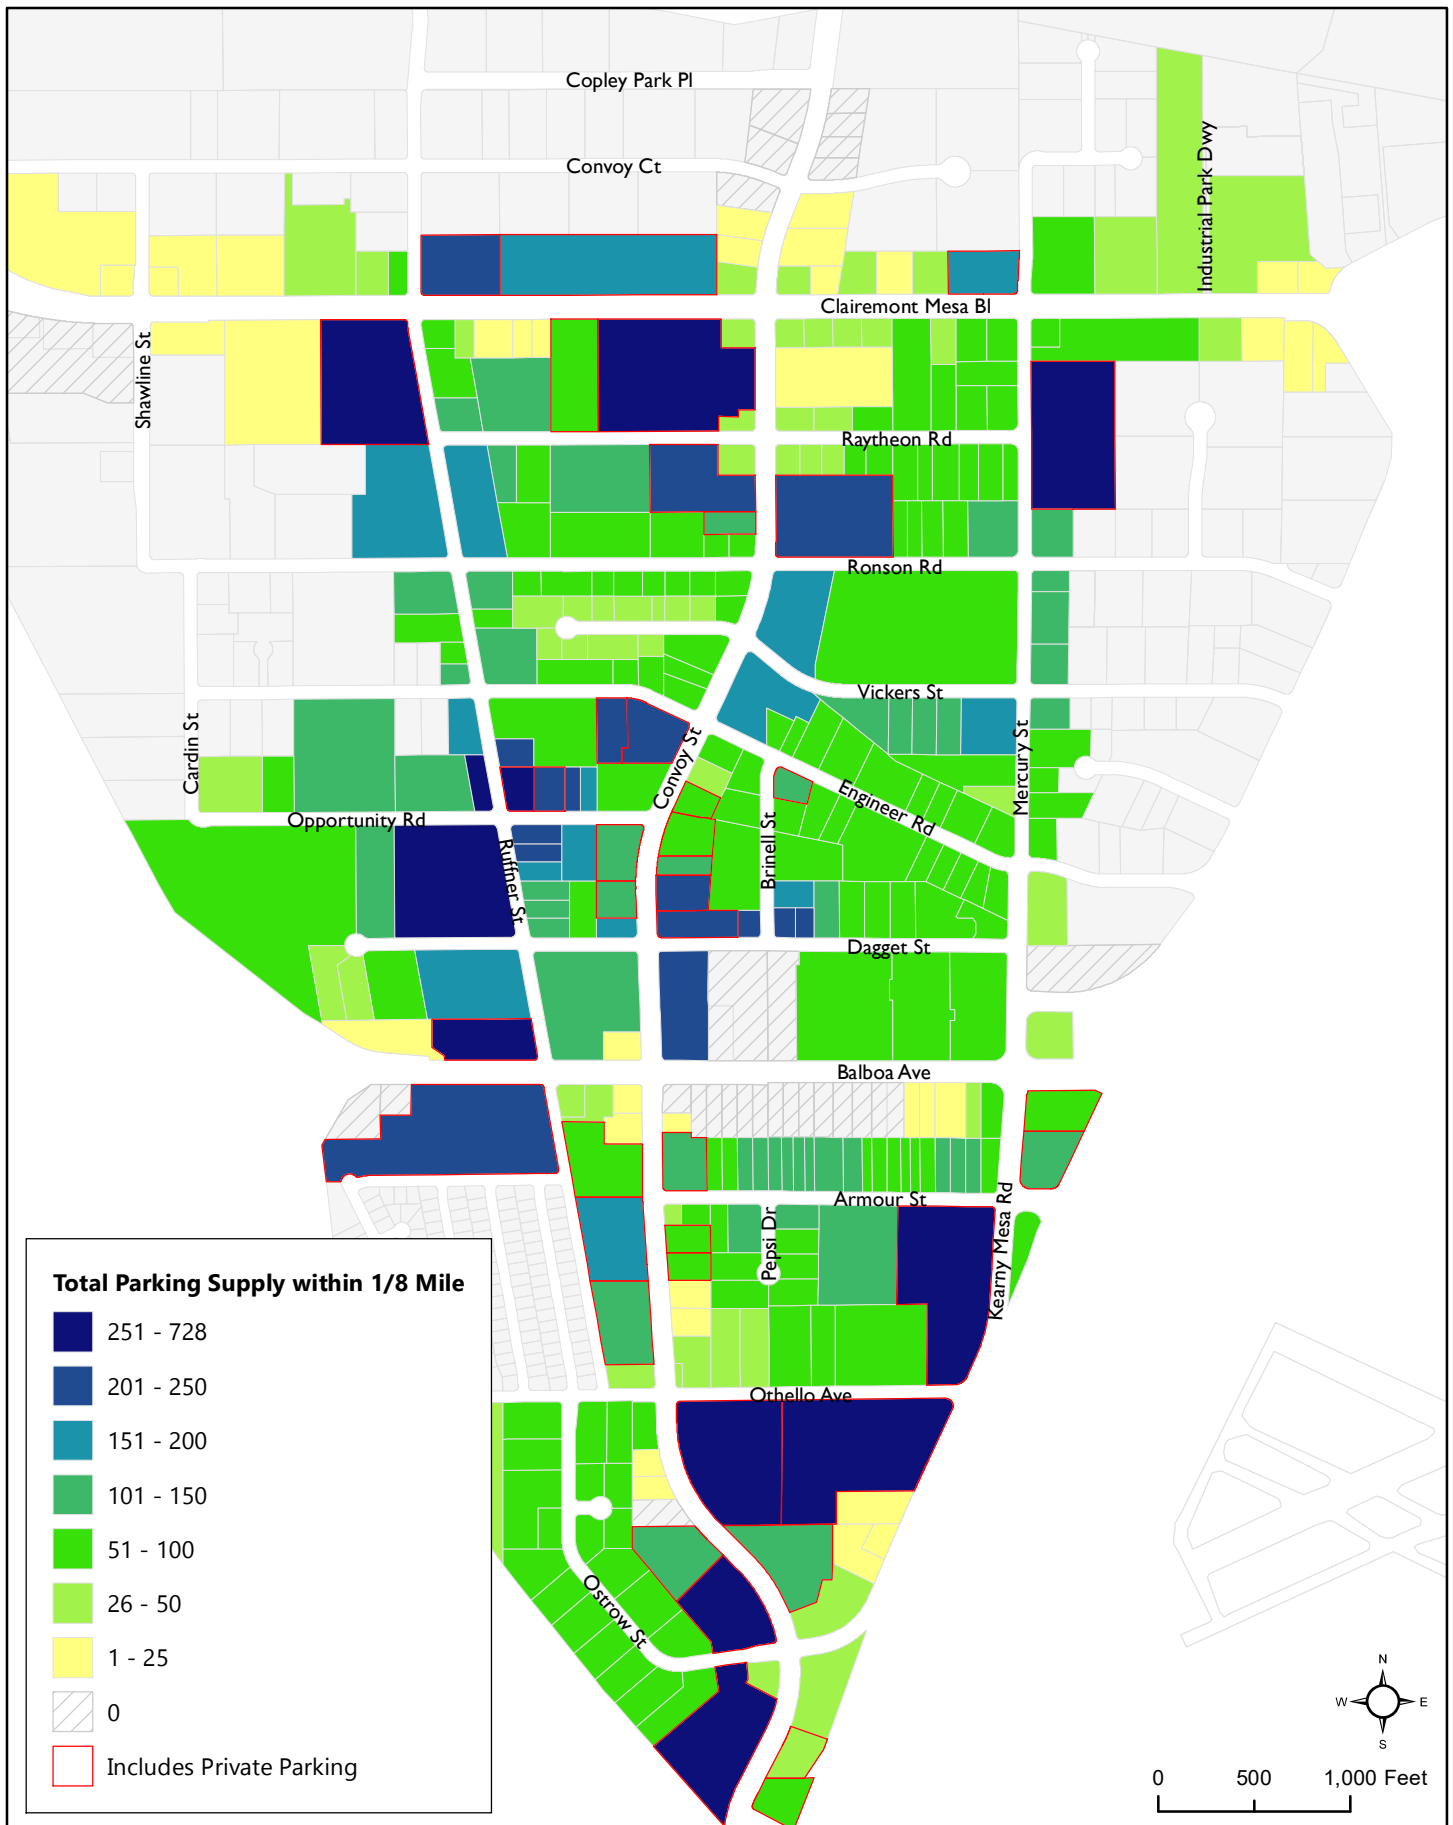 Copley Park Pl
Convoy Ct
Industrial Park Dwy
Clairemont Mesa Bl
Shawline St
Raytheon Rd
Ronson Rd
Vickers St
Cardin St
Convoy St
Mercury St
Engineer Rd
Opportunity Rd
Brinell St
Ruffner St
Dagget St
Balboa Ave
Armour St
Pepsi Dr
Kearny Mesa Rd
Othello Ave
Ostrow St
Total Parking Supply within 1/8 Mile
251 - 728
201 - 250
151 - 200
101 - 150
51 - 100
26 - 50
1 - 25
0
Includes Private Parking
N
W E
S
0 500 1,000 Feet